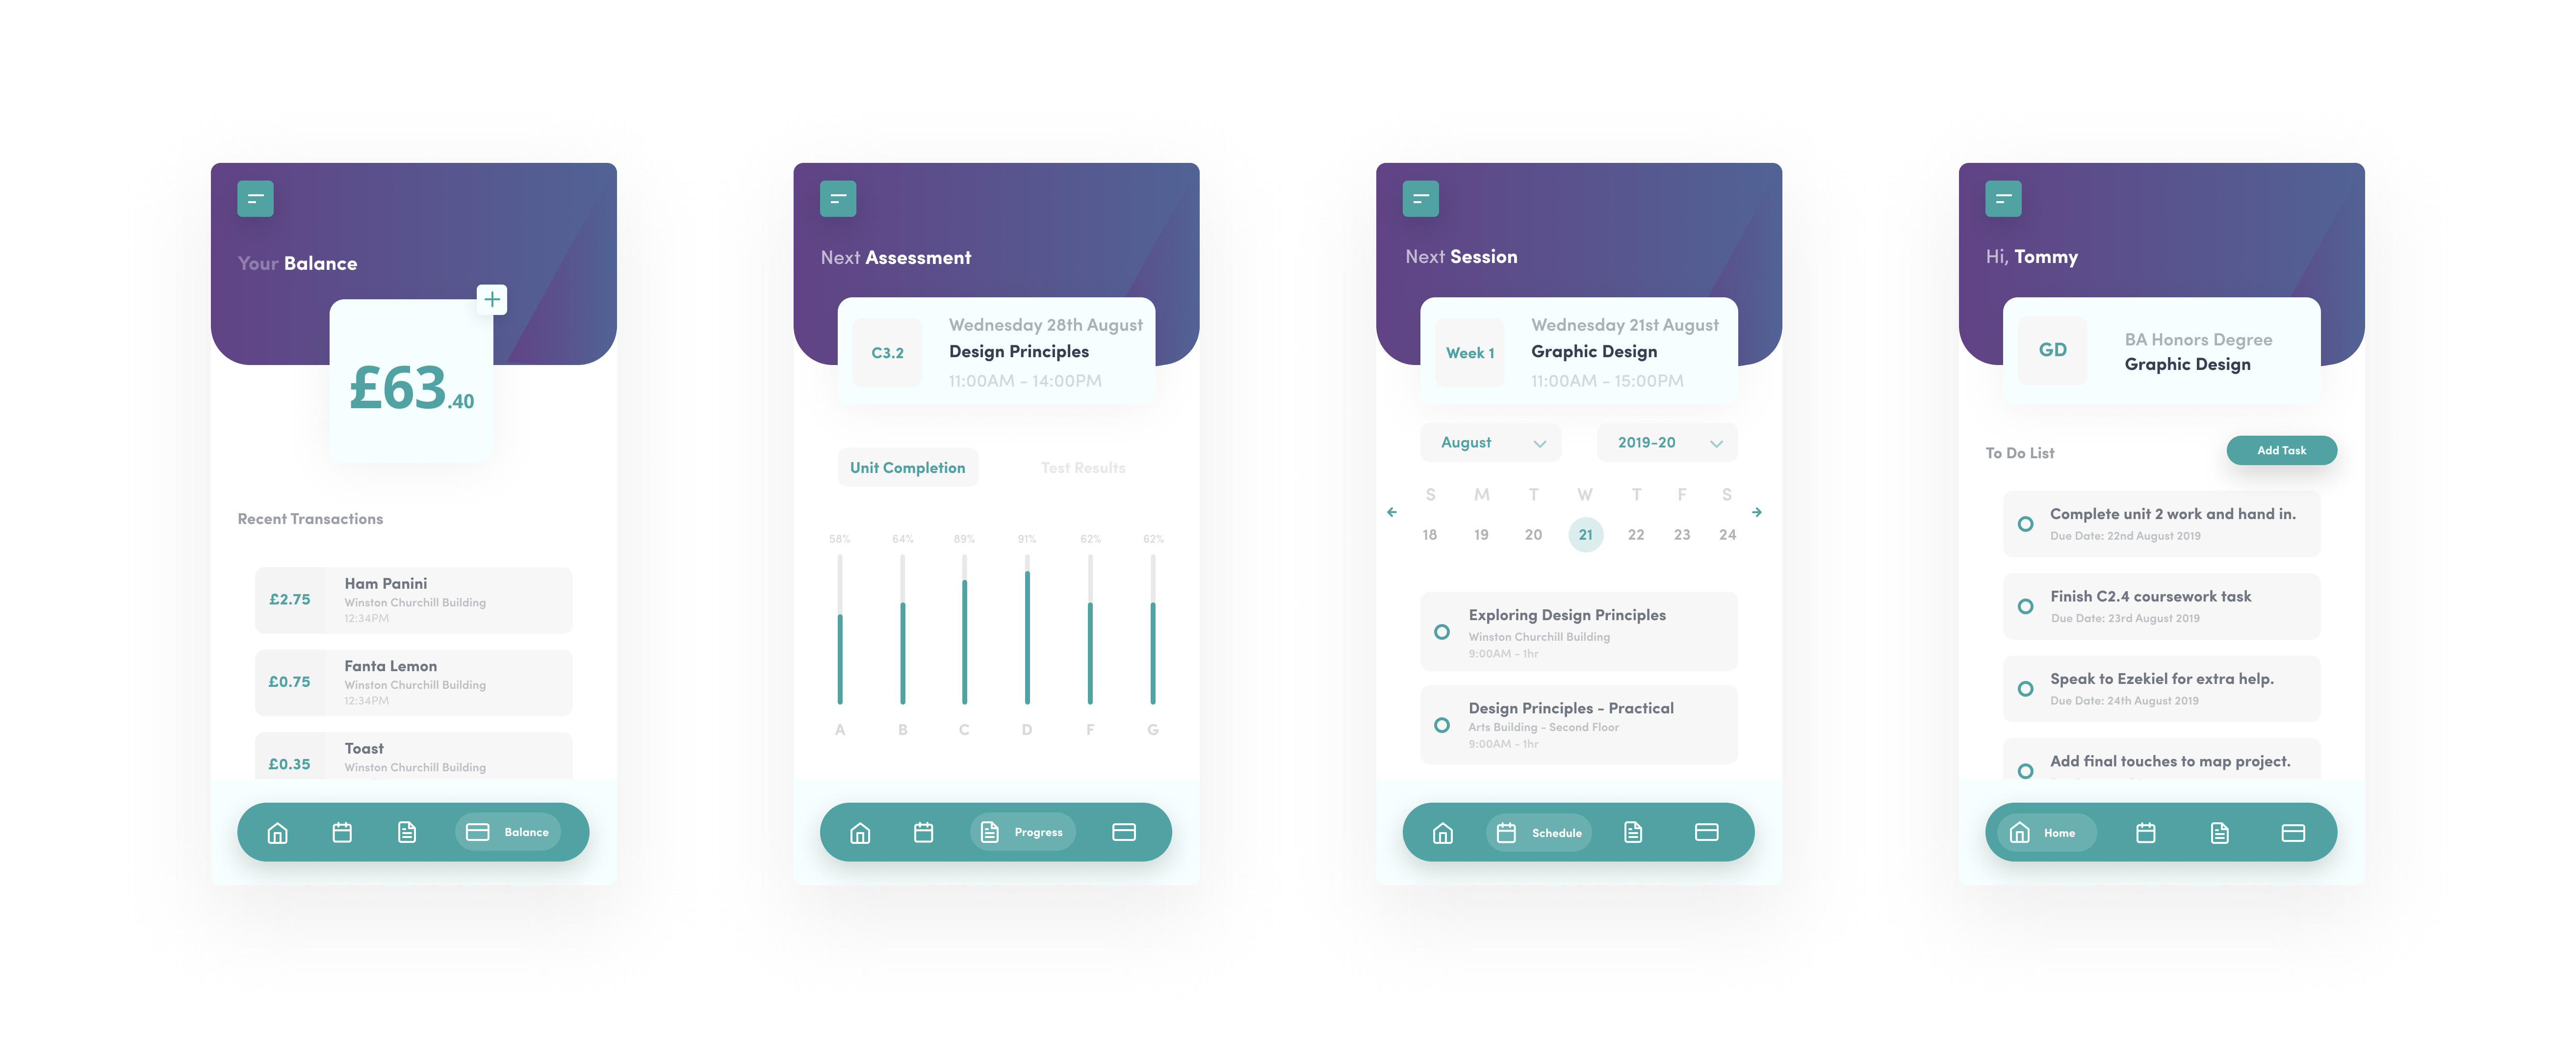 Your Balance
£63.40
Recent Transactions
£2.75
Ham Panini
Winston Churchill Building
12:34PM
£0.75
Fanta Lemon
Winston Churchill Building
12:34PM
£0.35
Toast
Winston Churchill Building
Balance
Next Assessment
C3.2
Wednesday 28th August
Design Principles
11:00AM - 14:00PM
Unit Completion
Test Results
58% 64% 89% 91% 62% 62%
A B C D F G
Progress
Next Session
Week 1
Wednesday 21st August
Graphic Design
11:00AM - 15:00PM
August
2019-20
S M T W T F S
18 19 20 21 22 23 24
Exploring Design Principles
Winston Churchill Building
9:00AM - 1hr
Design Principles - Practical
Arts Building - Second Floor
9:00AM - 1hr
Schedule
Hi, Tommy
GD
BA Honors Degree
Graphic Design
To Do List
Add Task
Complete unit 2 work and hand in.
Due Date: 22nd August 2019
Finish C2.4 coursework task
Due Date: 23rd August 2019
Speak to Ezekiel for extra help.
Due Date: 24th August 2019
Add final touches to map project.
Home